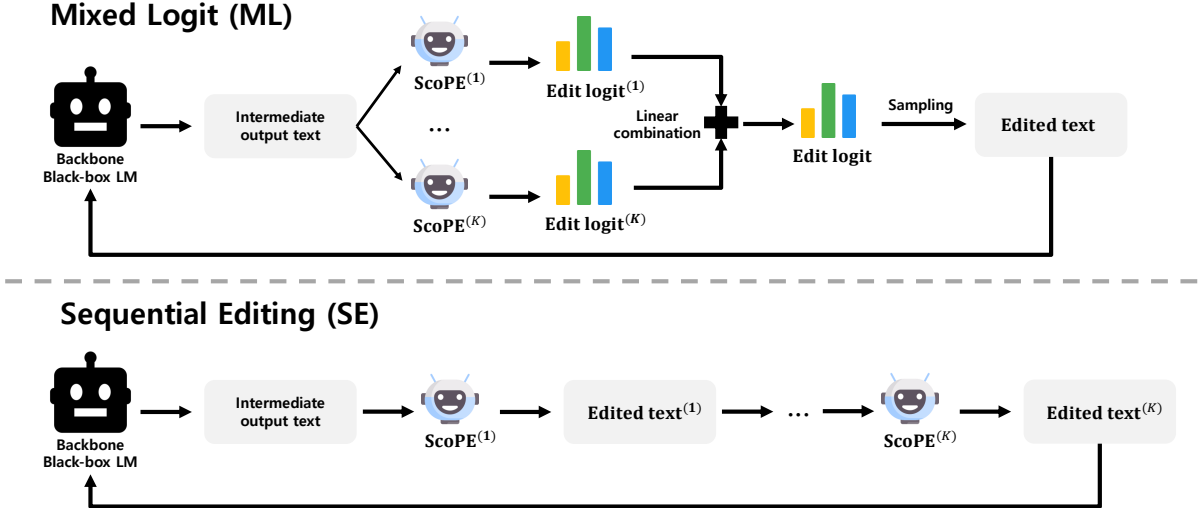 Mixed Logit (ML)
Backbone
Black-box LM
Intermediate
output text
ScoPE(1)
...
ScoPE(K)
Edit logit(1)
Edit logit(K)
Linear
combination
Edit logit
Sampling
Edited text
Sequential Editing (SE)
Backbone
Black-box LM
Intermediate
output text
ScoPE(1)
Edited text(1)
...
ScoPE(K)
Edited text(K)